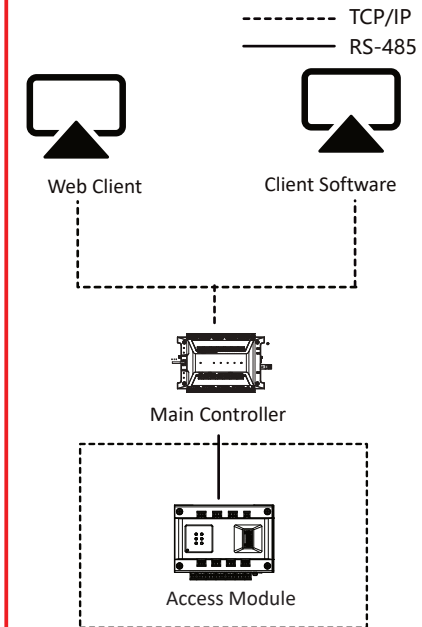 TCP/IP
RS-485
Web Client
Client Software
Main Controller
Access Module